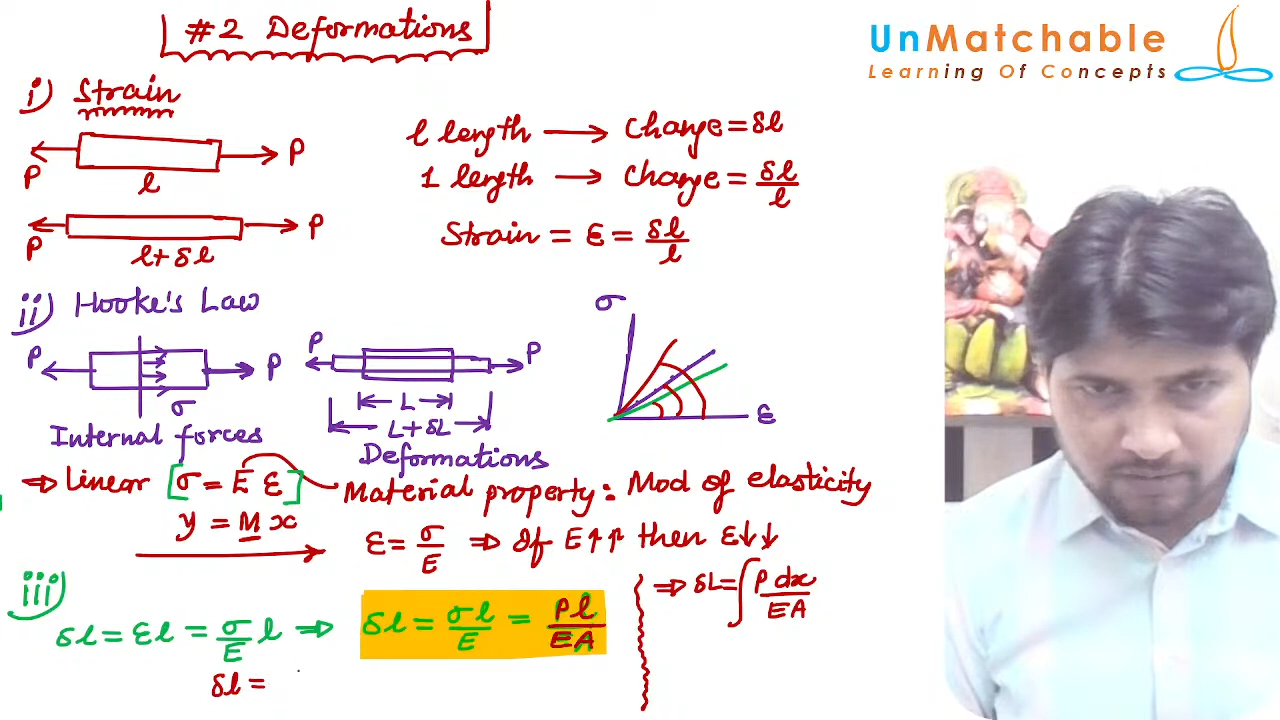 #2 Deformations
UnMatchable
Learning Of Concepts
i) Strain
P P
l
P P
l + δl
l length → Change = δl
1 length → Change = δl/l
Strain = ε = δl/l
ii) Hooke's Law
P P
σ
Internal forces
P P
L
L + δL
Deformations
σ
ε
⇒ Linear [σ = E ε] Material property: Mod of elasticity
y = M x
ε = σ/E ⇒ If E↑↑ then ε↓↓
iii)
δl = εl = σ/E l ⇒ δl = σl/E = Pl/EA
⇒ δL = ∫ P dx/EA
δl =